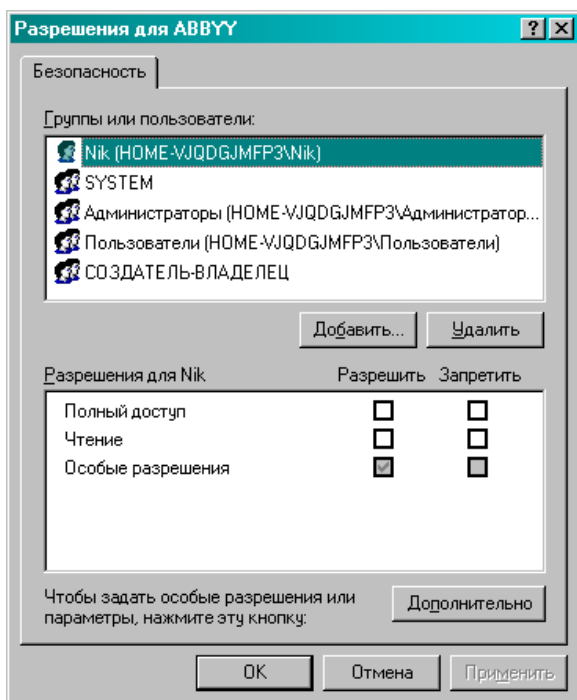 Разрешения для ABBYY
Безопасность
Группы или пользователи:
Nik (HOME-VJQDGJMFP3\Nik)
SYSTEM
Администраторы (HOME-VJQDGJMFP3\Администратор...
Пользователи (HOME-VJQDGJMFP3\Пользователи)
СОЗДАТЕЛЬ-ВЛАДЕЛЕЦ
Добавить... Удалить
Разрешения для Nik Разрешить Запретить
Полный доступ
Чтение
Особые разрешения
Чтобы задать особые разрешения или
параметры, нажмите эту кнопку: Дополнительно
OK Отмена Применить